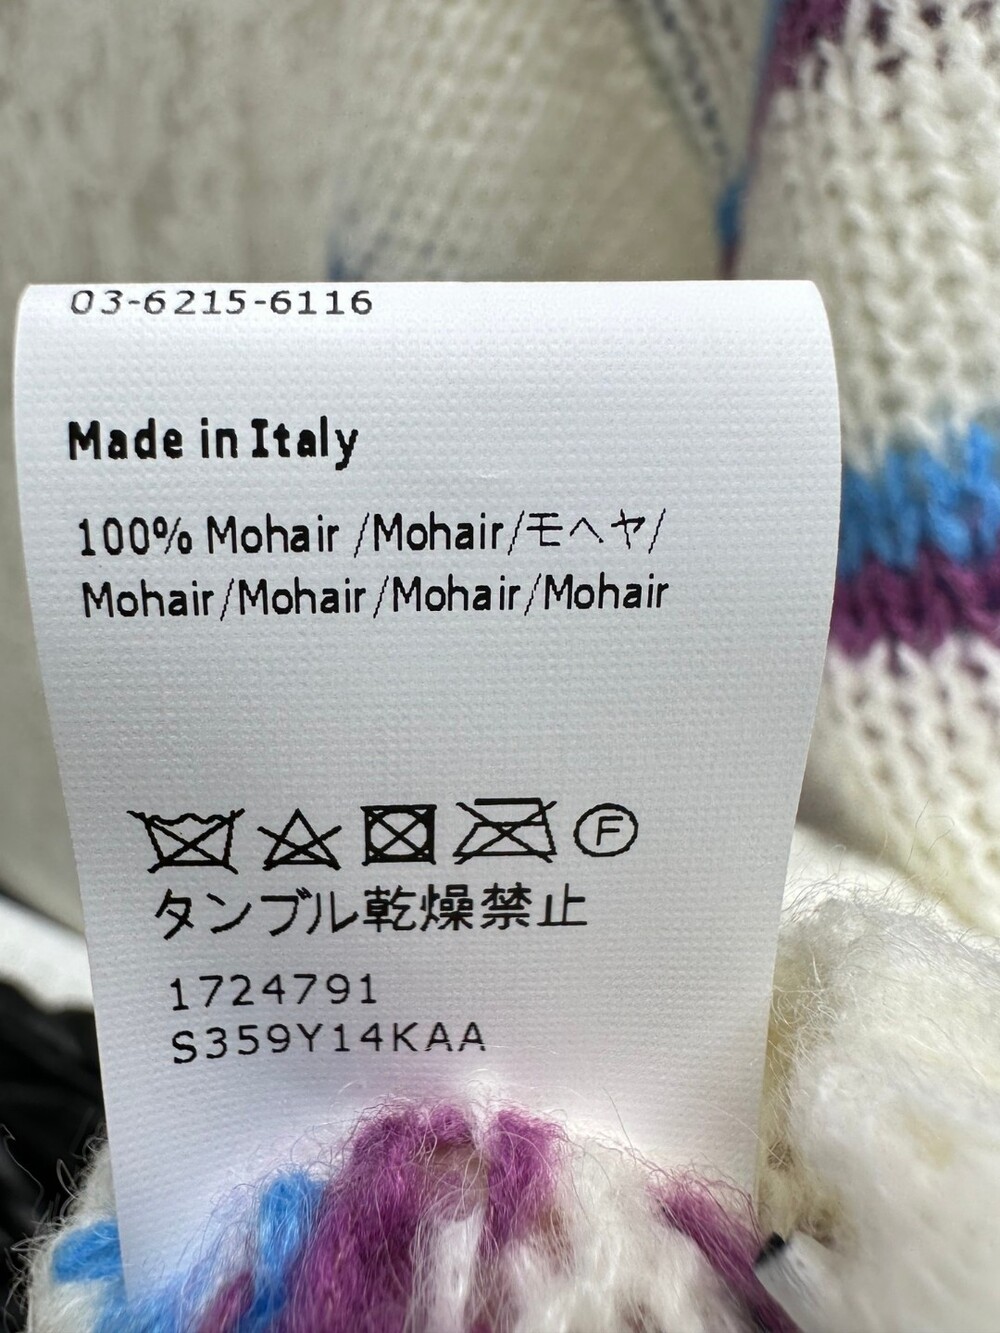 03-6215-6116
Made in Italy
100% Mohair /Mohair/モヘヤ/
Mohair/Mohair/Mohair/Mohair
F
タンブル乾燥禁止
1724791
S359Y14KAA